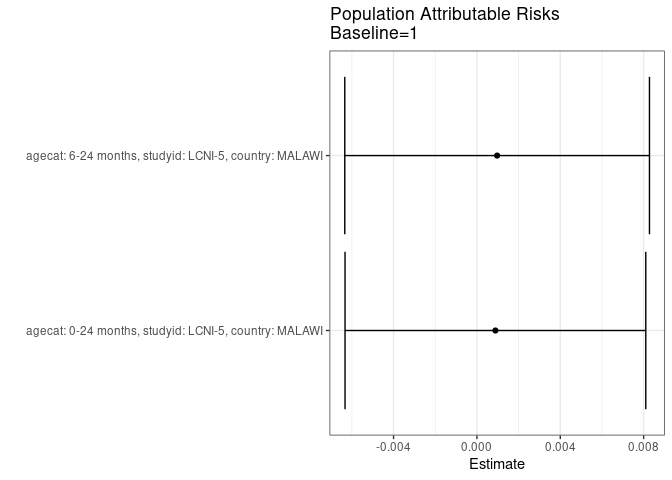 Population Attributable Risks
Baseline=1
agecat: 6-24 months, studyid: LCNI-5, country: MALAWI
agecat: 0-24 months, studyid: LCNI-5, country: MALAWI
-0.004 0.000 0.004 0.008
Estimate